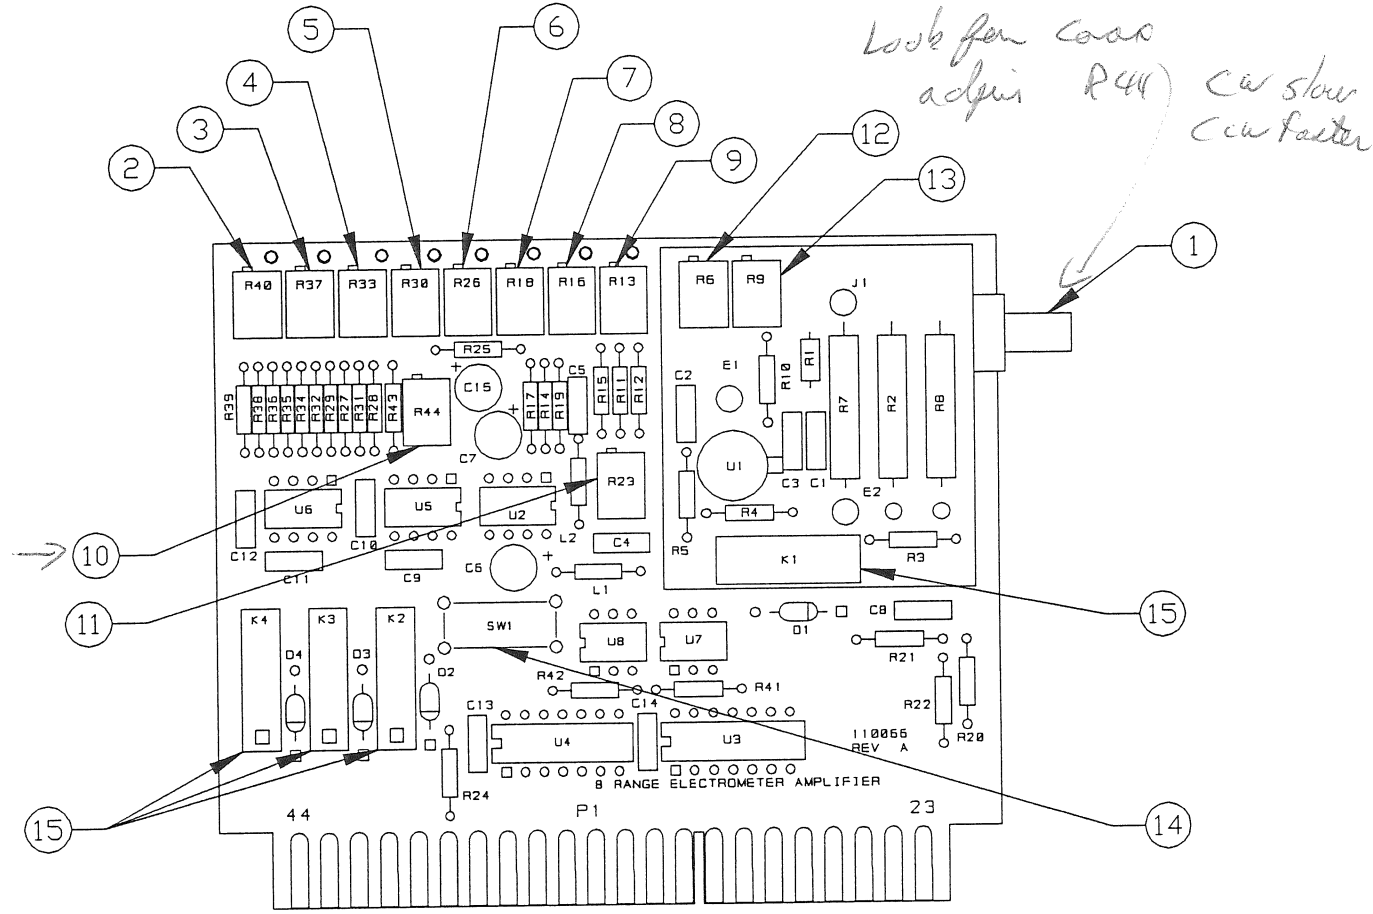 Look for
adjus R44 CW slow
CCW faster
5
6
4
7
3
8
12
2
9
13
1
R40 R37 R33 R30 R26 R18 R16 R13
R6 R9
J1
R25
E1
R10
R1
C2
C5
R15 R11 R12
R39 R38 R36 R35 R34 R32 R29 R27 R31 R28 R43
R44
C15
+
R17 R14 R19
R7 R2 R8
C7
+
U1
C3 C1
E2
R23
R4
U6 U5 U2
C12 C10
L2
R5
C4
R3
10
C11 C9
C6
+
K1
L1
15
11
K4 K3 K2
SW1
U8 U7
D1
C8
R21
D4 D3 D2
R42 R41
R22
R20
C13
C14
U4 U3
110066
REV A
R24
8 RANGE ELECTROMETER AMPLIFIER
15
14
44 P1 23